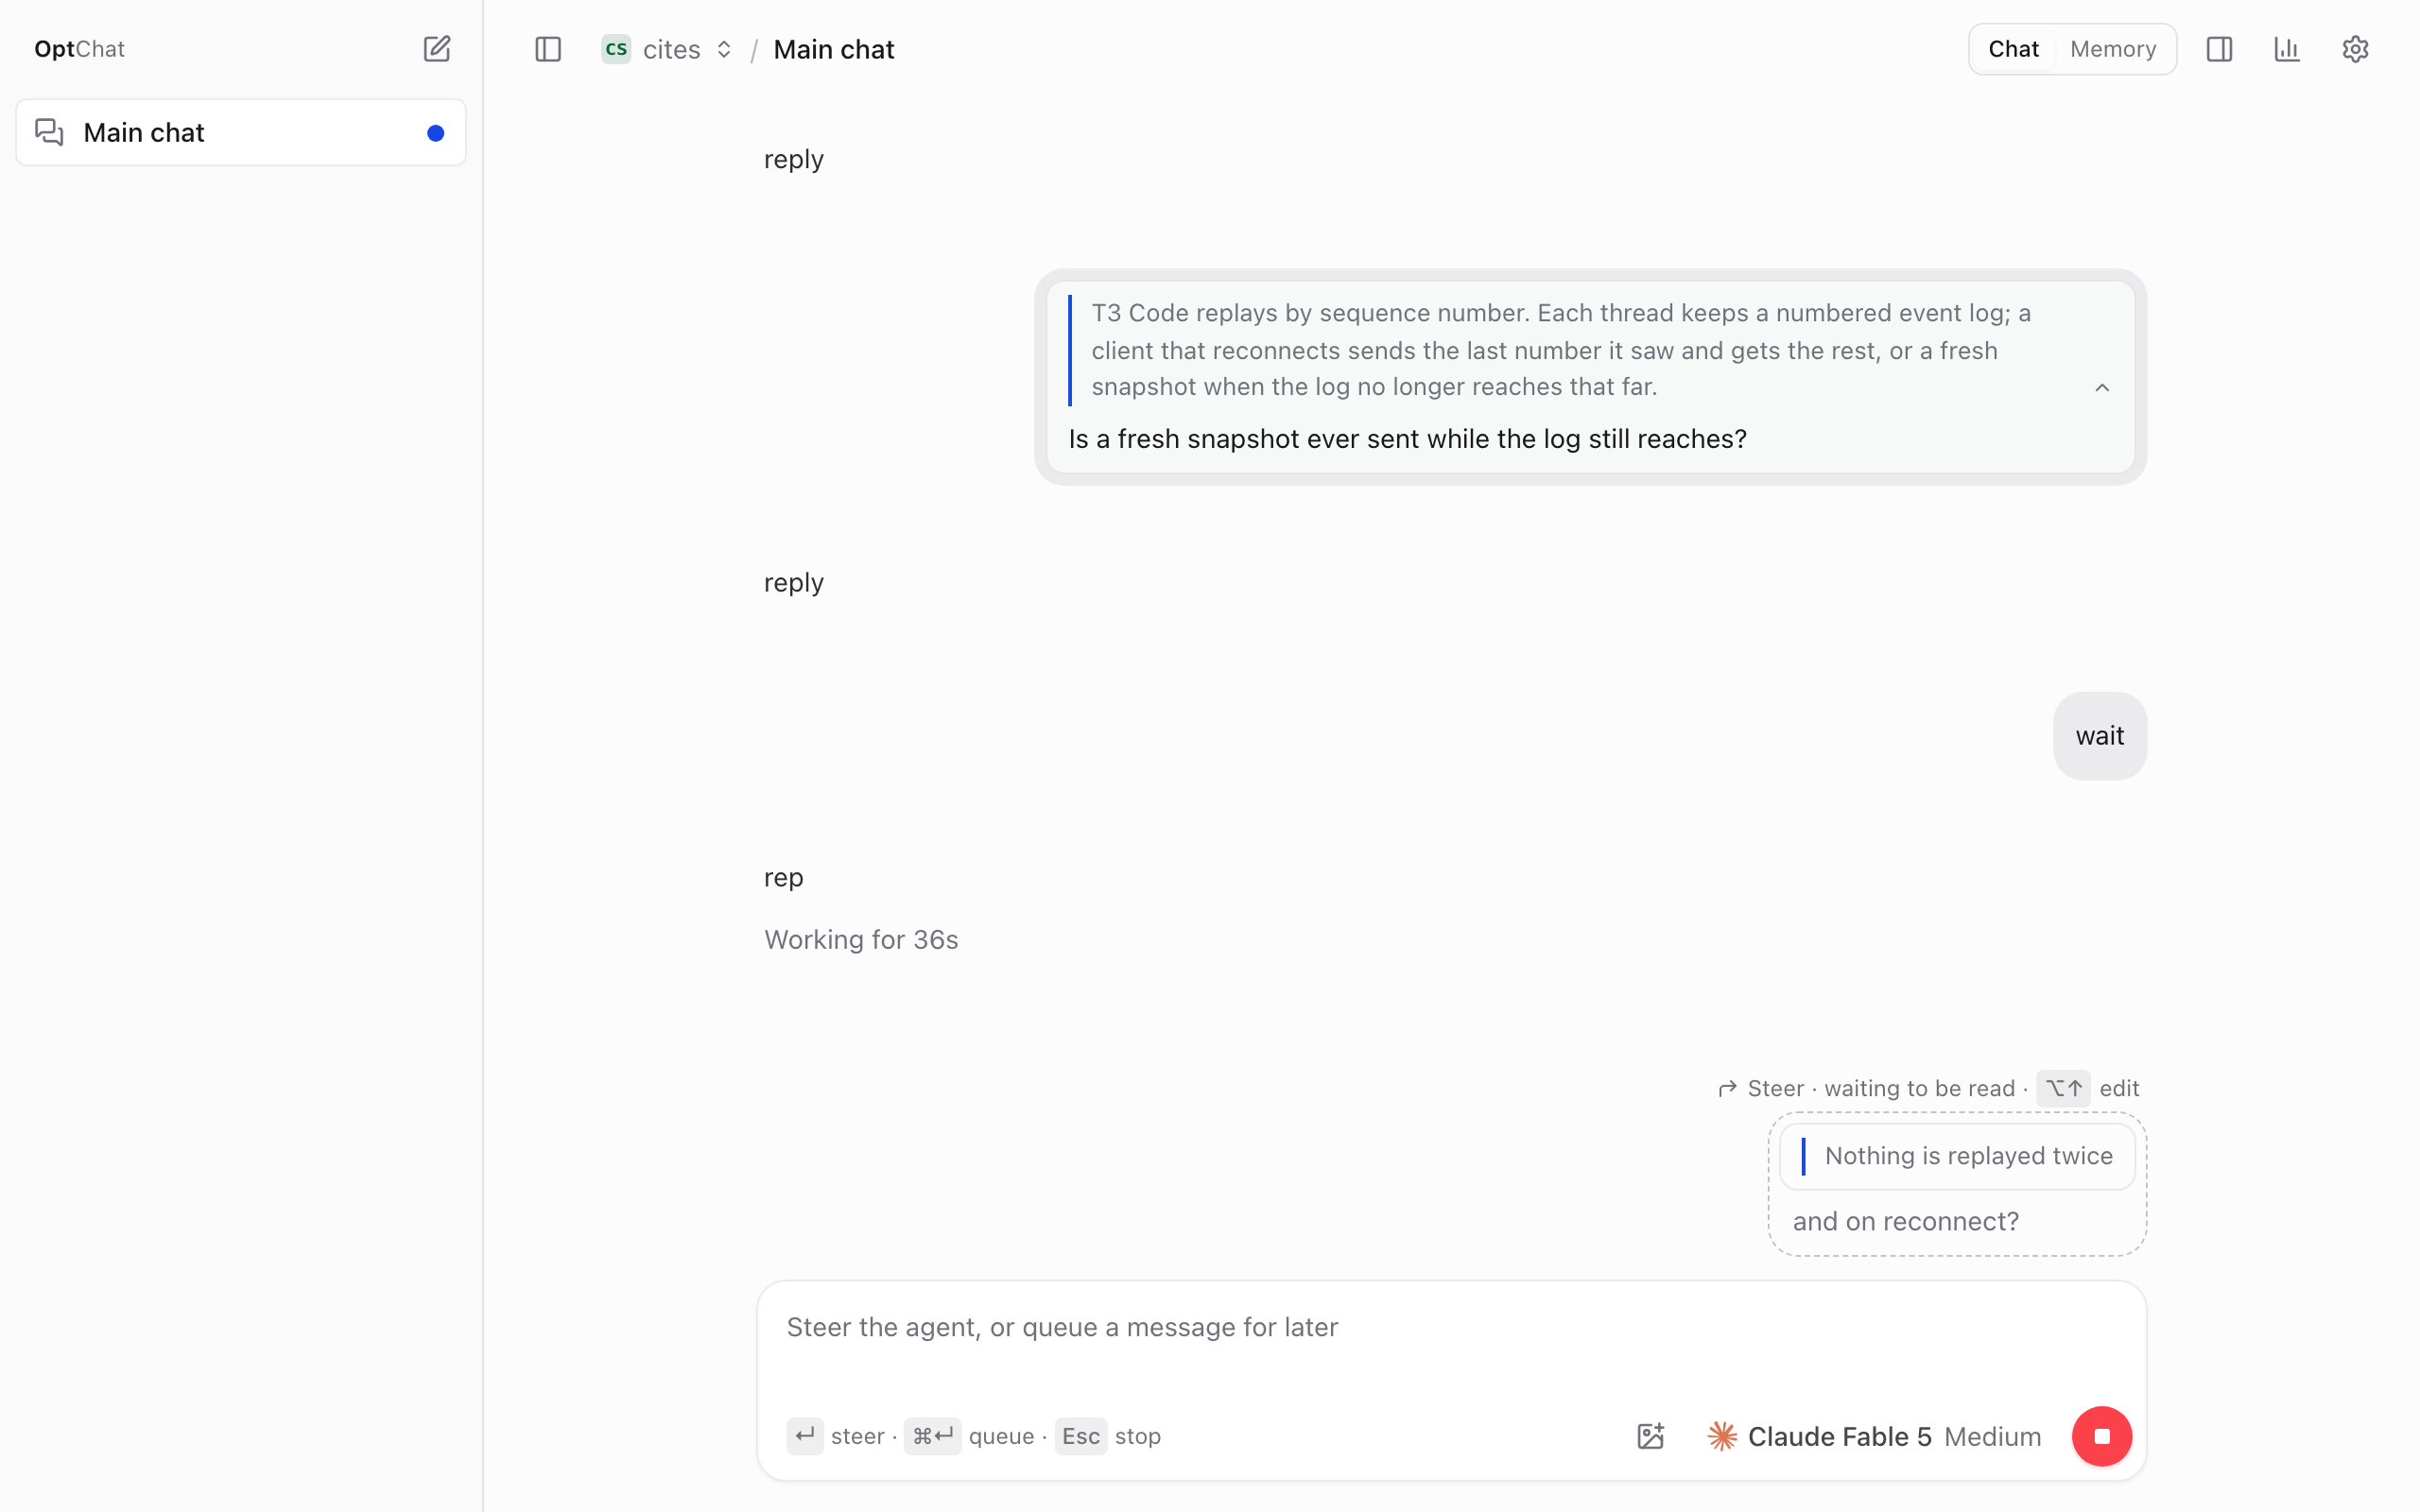 OptChat
CS cites / Main chat
Chat Memory
Main chat
reply
T3 Code replays by sequence number. Each thread keeps a numbered event log; a
client that reconnects sends the last number it saw and gets the rest, or a fresh
snapshot when the log no longer reaches that far.
Is a fresh snapshot ever sent while the log still reaches?
reply
wait
rep
Working for 36s
Steer · waiting to be read · ⌥↑ edit
Nothing is replayed twice
and on reconnect?
Steer the agent, or queue a message for later
↵ steer · ⌘↵ queue · Esc stop
Claude Fable 5 Medium